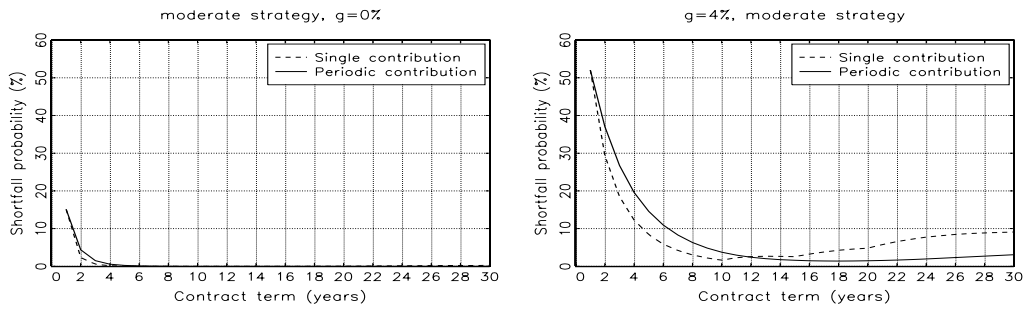 moderate strategy, g=0%
Single contribution
Periodic contribution
Shortfall probability (%)
60
50
40
30
20
10
0
0 2 4 6 8 10 12 14 16 18 20 22 24 26 28 30
Contract term (years)
g=4%, moderate strategy
Single contribution
Periodic contribution
Shortfall probability (%)
60
50
40
30
20
10
0
0 2 4 6 8 10 12 14 16 18 20 22 24 26 28 30
Contract term (years)